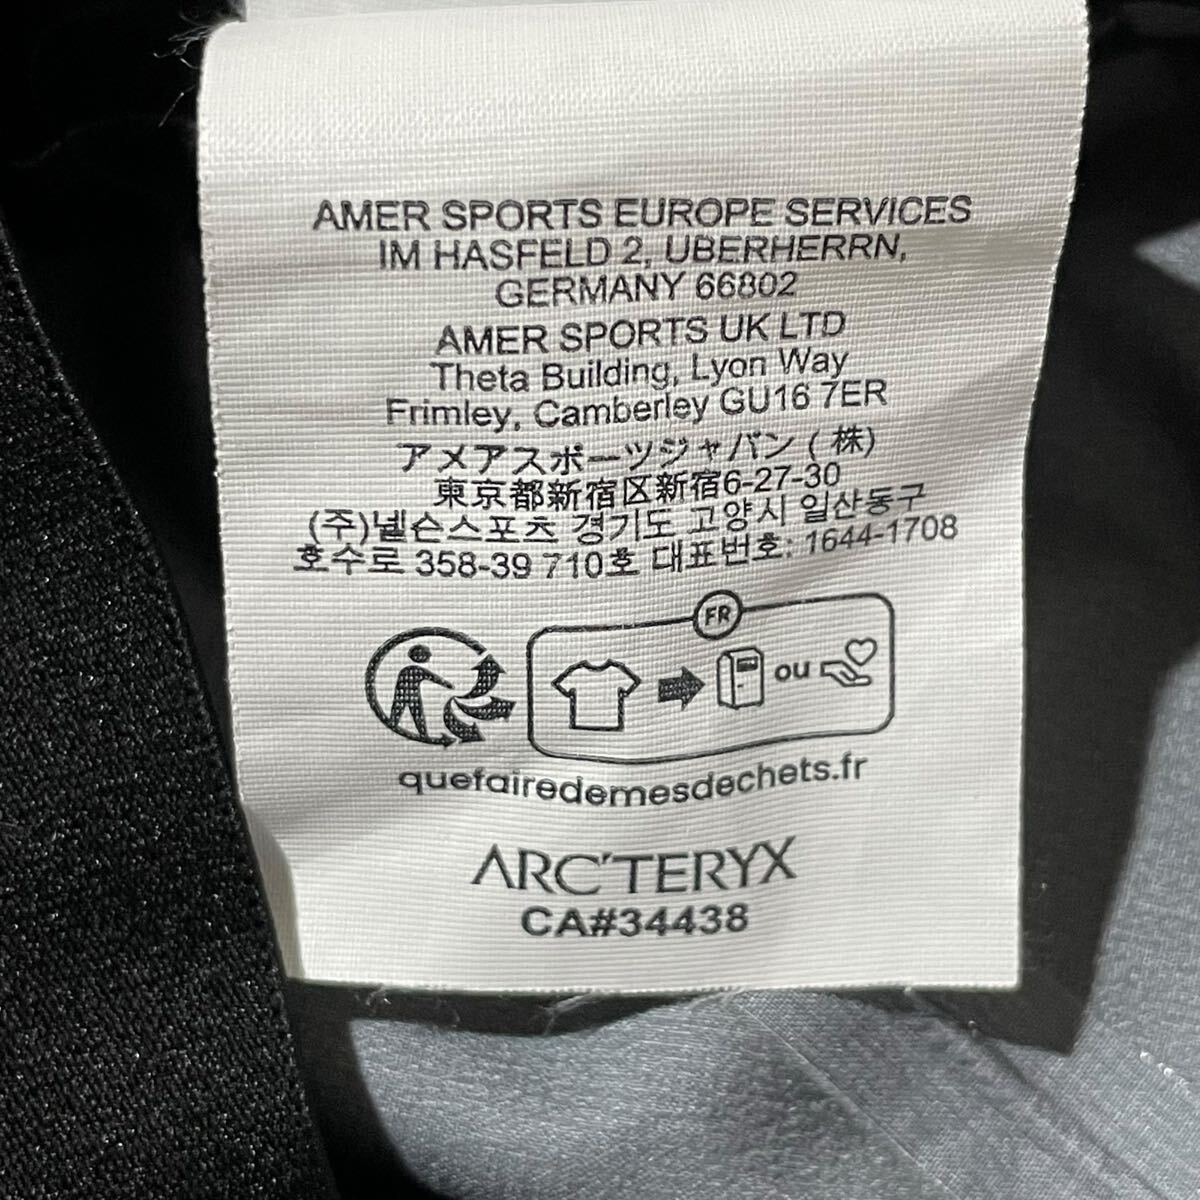 AMER SPORTS EUROPE SERVICES
IM HASFELD 2, UBERHERRN,
GERMANY 66802
AMER SPORTS UK LTD
Theta Building, Lyon Way
Frimley, Camberley GU16 7ER
アメアスポーツジャパン (株)
東京都新宿区新宿6-27-30
(주)넬슨스포츠 경기도 고양시 일산동구
호수로 358-39 710호 대표번호: 1644-1708
FR
ou
quefairedemesdechets.fr
ARC'TERYX
CA#34438